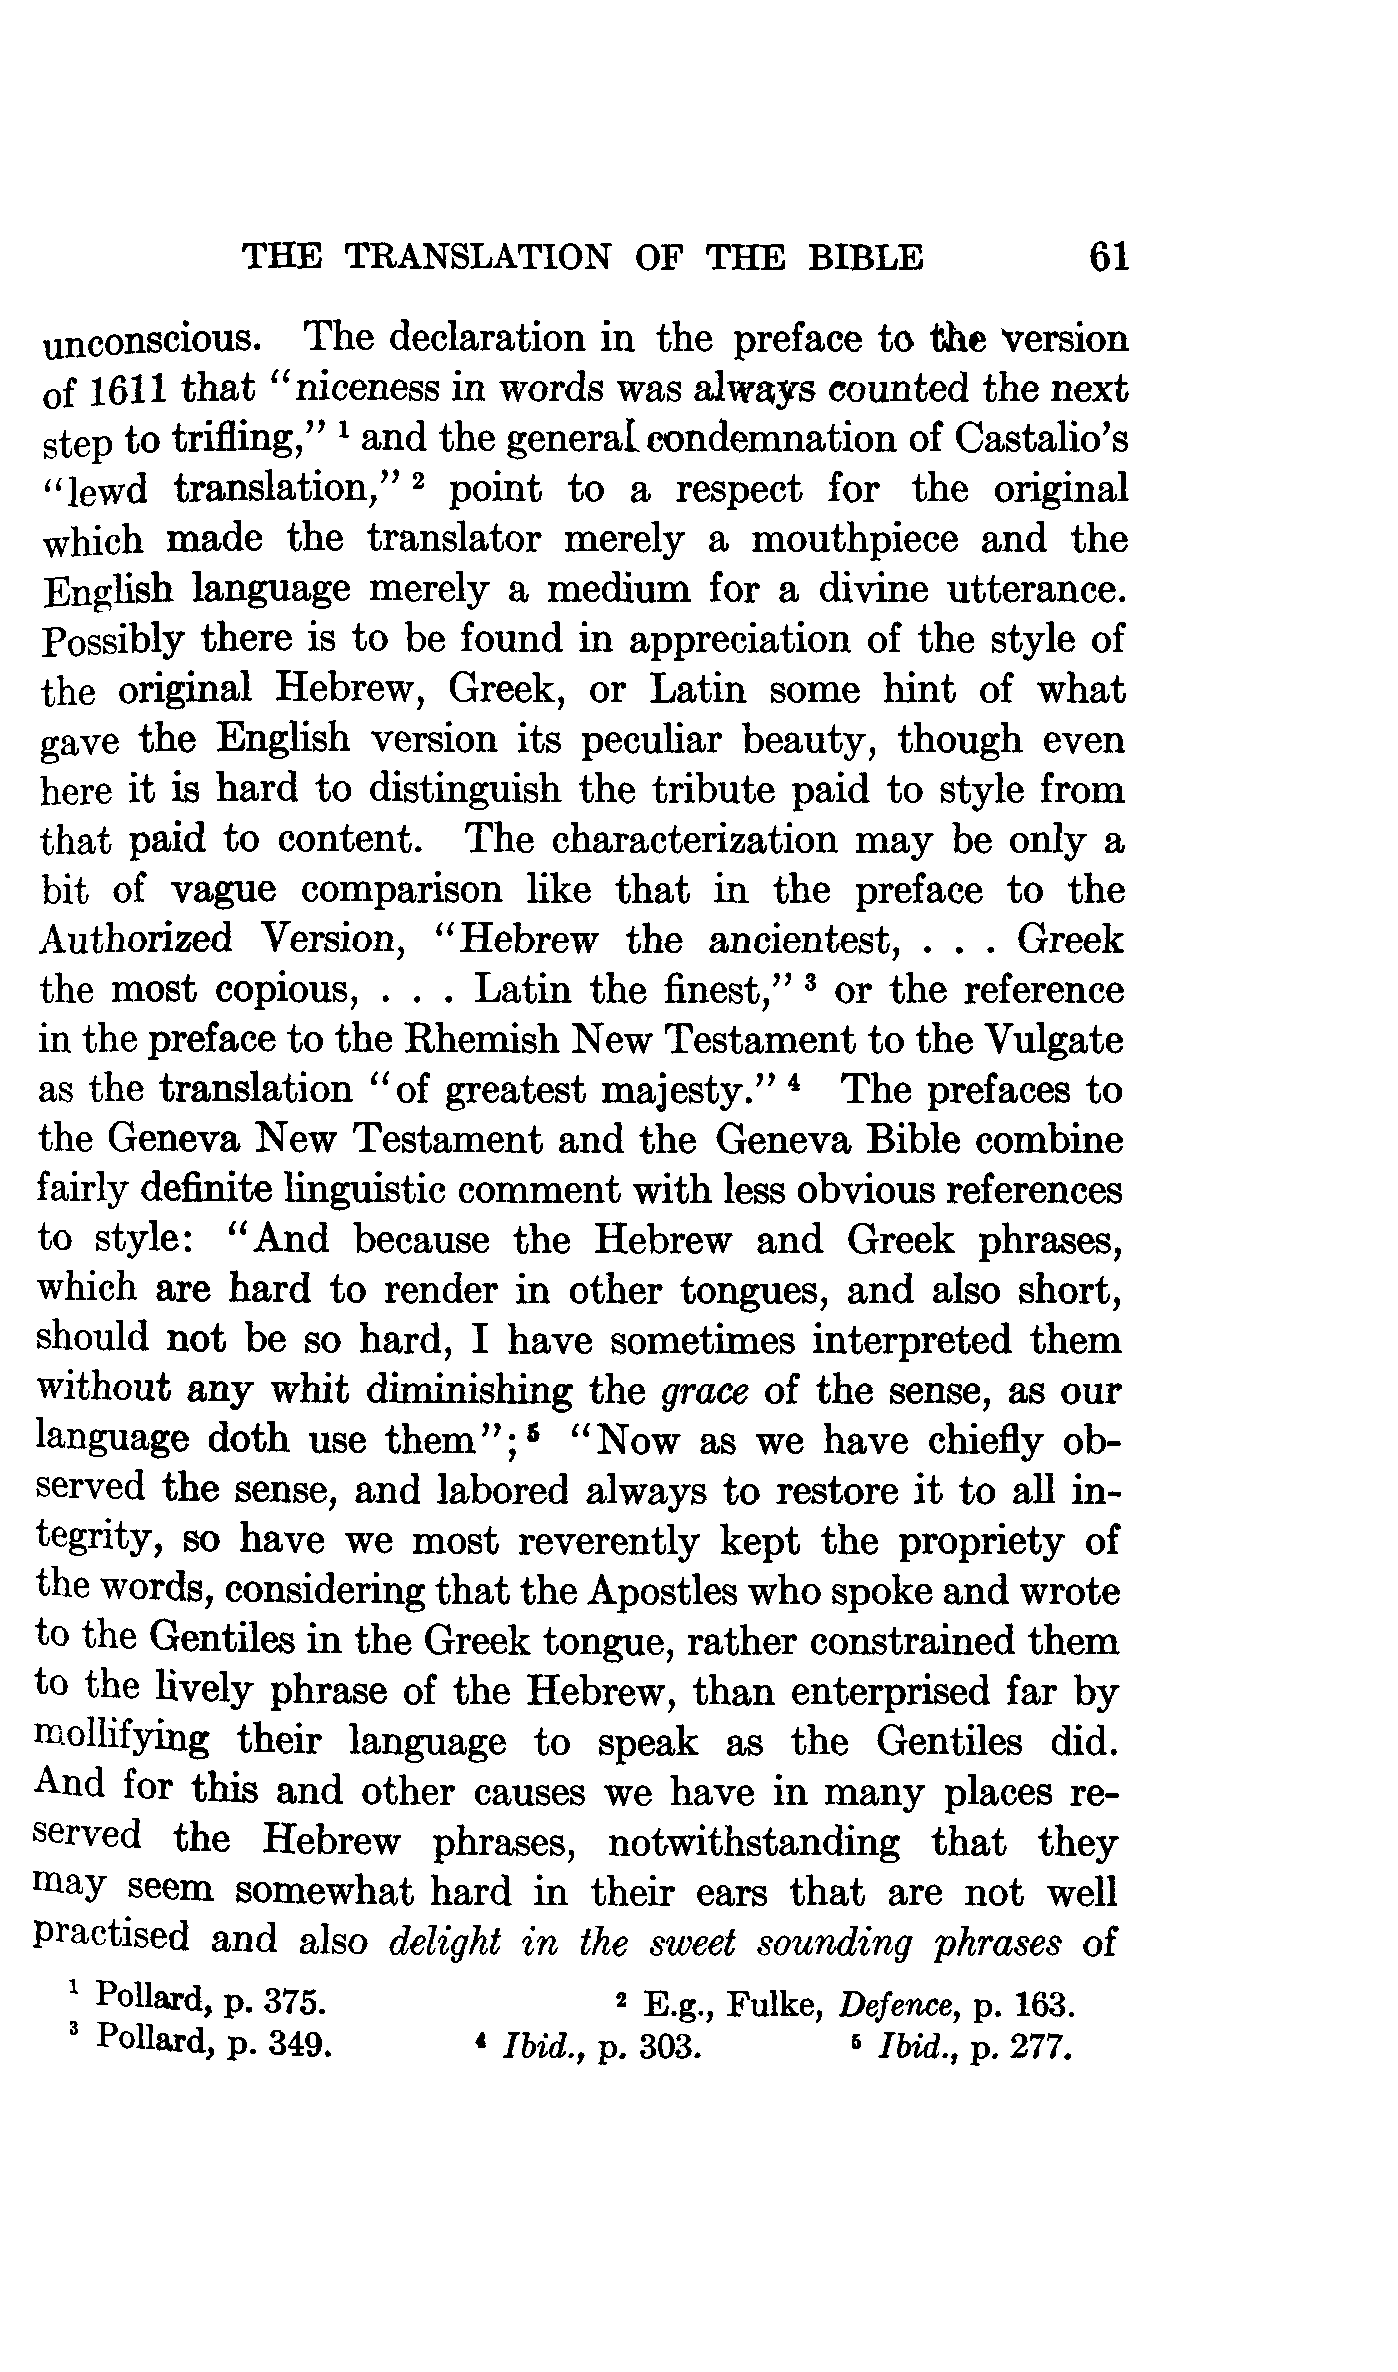 THE TRANSLATION OF THE BIBLE 61
unconscious. The declaration in the preface to the version
of 1611 that “niceness in words was always counted the next
step to trifling,” ¹ and the general condemnation of Castalio’s
“lewd translation,” ² point to a respect for the original
which made the translator merely a mouthpiece and the
English language merely a medium for a divine utterance.
Possibly there is to be found in appreciation of the style of
the original Hebrew, Greek, or Latin some hint of what
gave the English version its peculiar beauty, though even
here it is hard to distinguish the tribute paid to style from
that paid to content. The characterization may be only a
bit of vague comparison like that in the preface to the
Authorized Version, “Hebrew the ancientest, . . . Greek
the most copious, . . . Latin the finest,” ³ or the reference
in the preface to the Rhemish New Testament to the Vulgate
as the translation “of greatest majesty.” ⁴ The prefaces to
the Geneva New Testament and the Geneva Bible combine
fairly definite linguistic comment with less obvious references
to style: “And because the Hebrew and Greek phrases,
which are hard to render in other tongues, and also short,
should not be so hard, I have sometimes interpreted them
without any whit diminishing the grace of the sense, as our
language doth use them”; ⁵ “Now as we have chiefly ob-
served the sense, and labored always to restore it to all in-
tegrity, so have we most reverently kept the propriety of
the words, considering that the Apostles who spoke and wrote
to the Gentiles in the Greek tongue, rather constrained them
to the lively phrase of the Hebrew, than enterprised far by
mollifying their language to speak as the Gentiles did.
And for this and other causes we have in many places re-
served the Hebrew phrases, notwithstanding that they
may seem somewhat hard in their ears that are not well
practised and also delight in the sweet sounding phrases of
¹ Pollard, p. 375. ² E.g., Fulke, Defence, p. 163.
³ Pollard, p. 349. ⁴ Ibid., p. 303. ⁵ Ibid., p. 277.